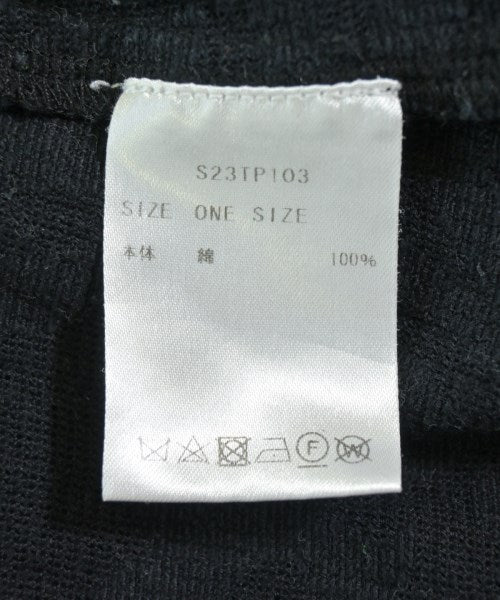 S23TP103
SIZE ONE SIZE
本体 綿 100%
F W